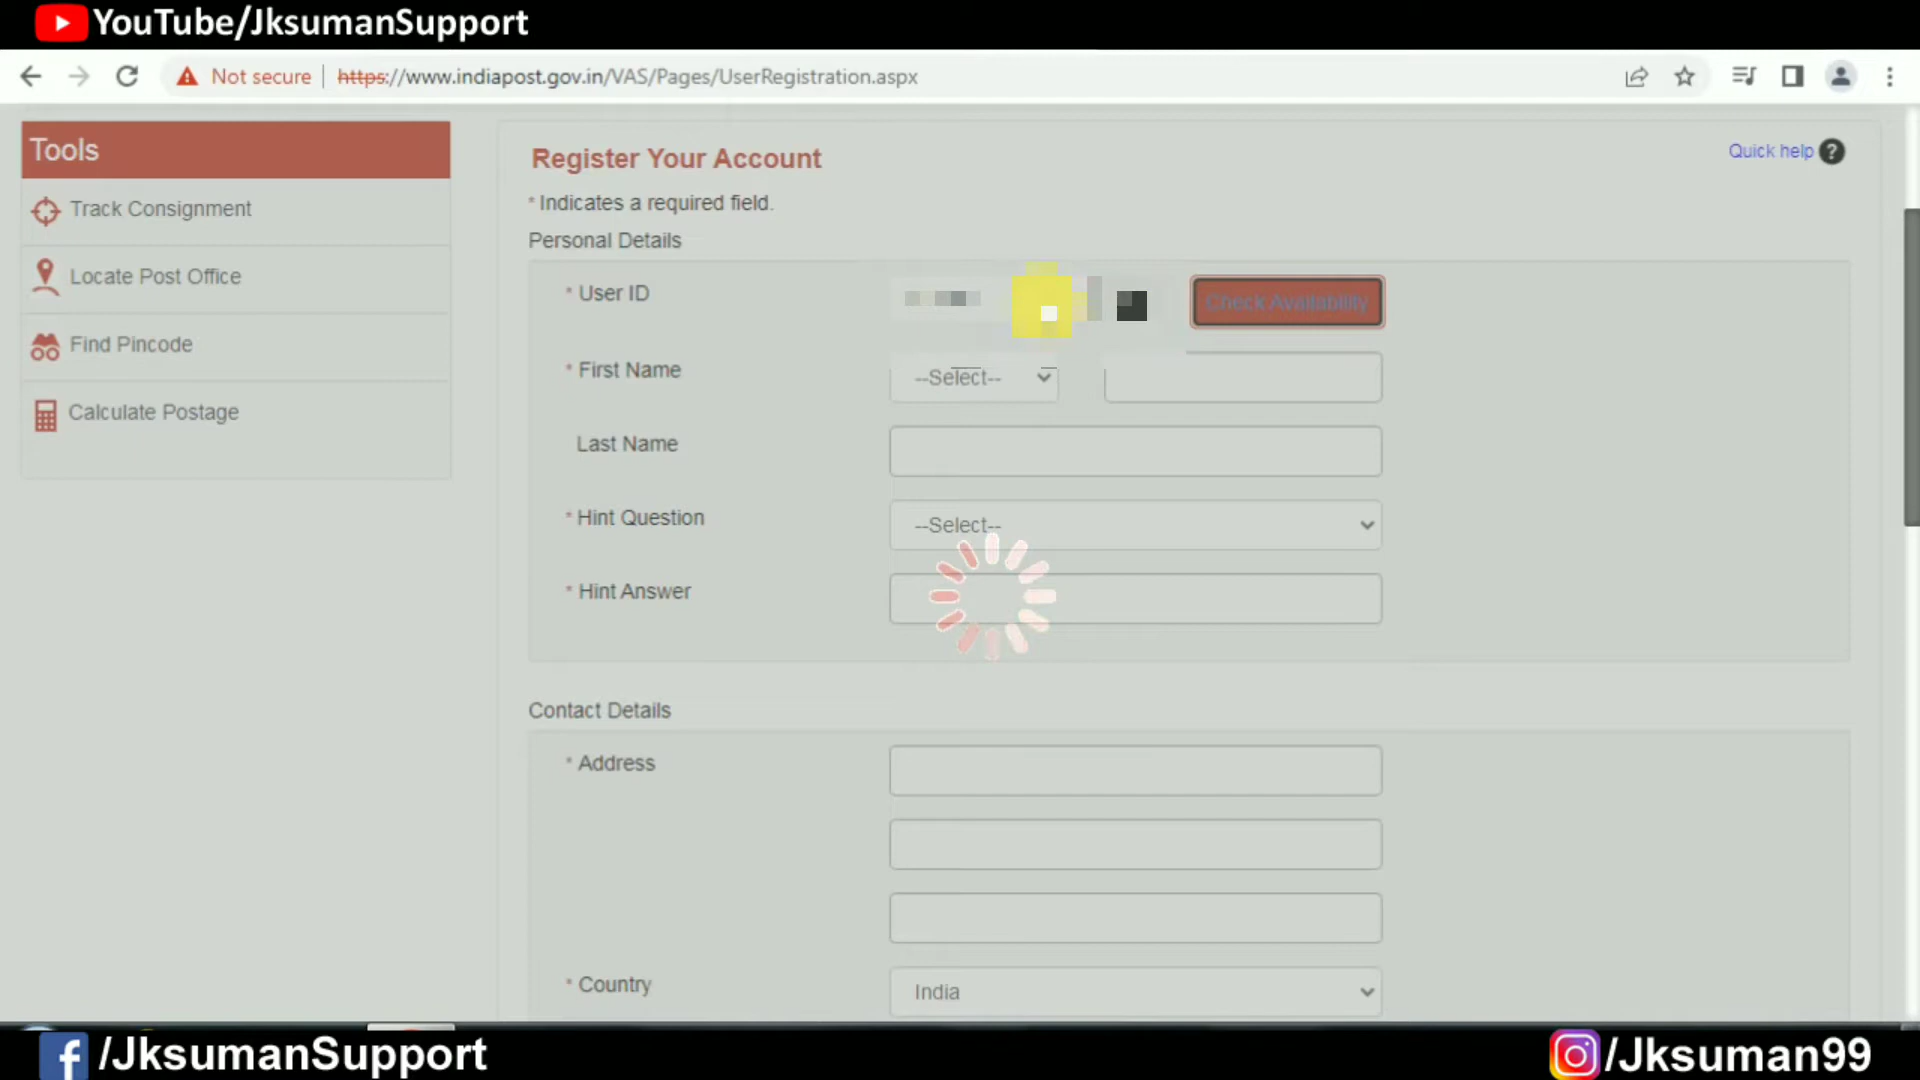 YouTube/JksumanSupport
Not secure | https://www.indiapost.gov.in/VAS/Pages/UserRegistration.aspx
Tools
Track Consignment
Locate Post Office
Find Pincode
Calculate Postage
Register Your Account
Quick help ?
* Indicates a required field.
Personal Details
* User ID
Check Availability
* First Name
--Select--
Last Name
* Hint Question
--Select--
* Hint Answer
Contact Details
* Address
* Country
India
f /JksumanSupport
/Jksuman99